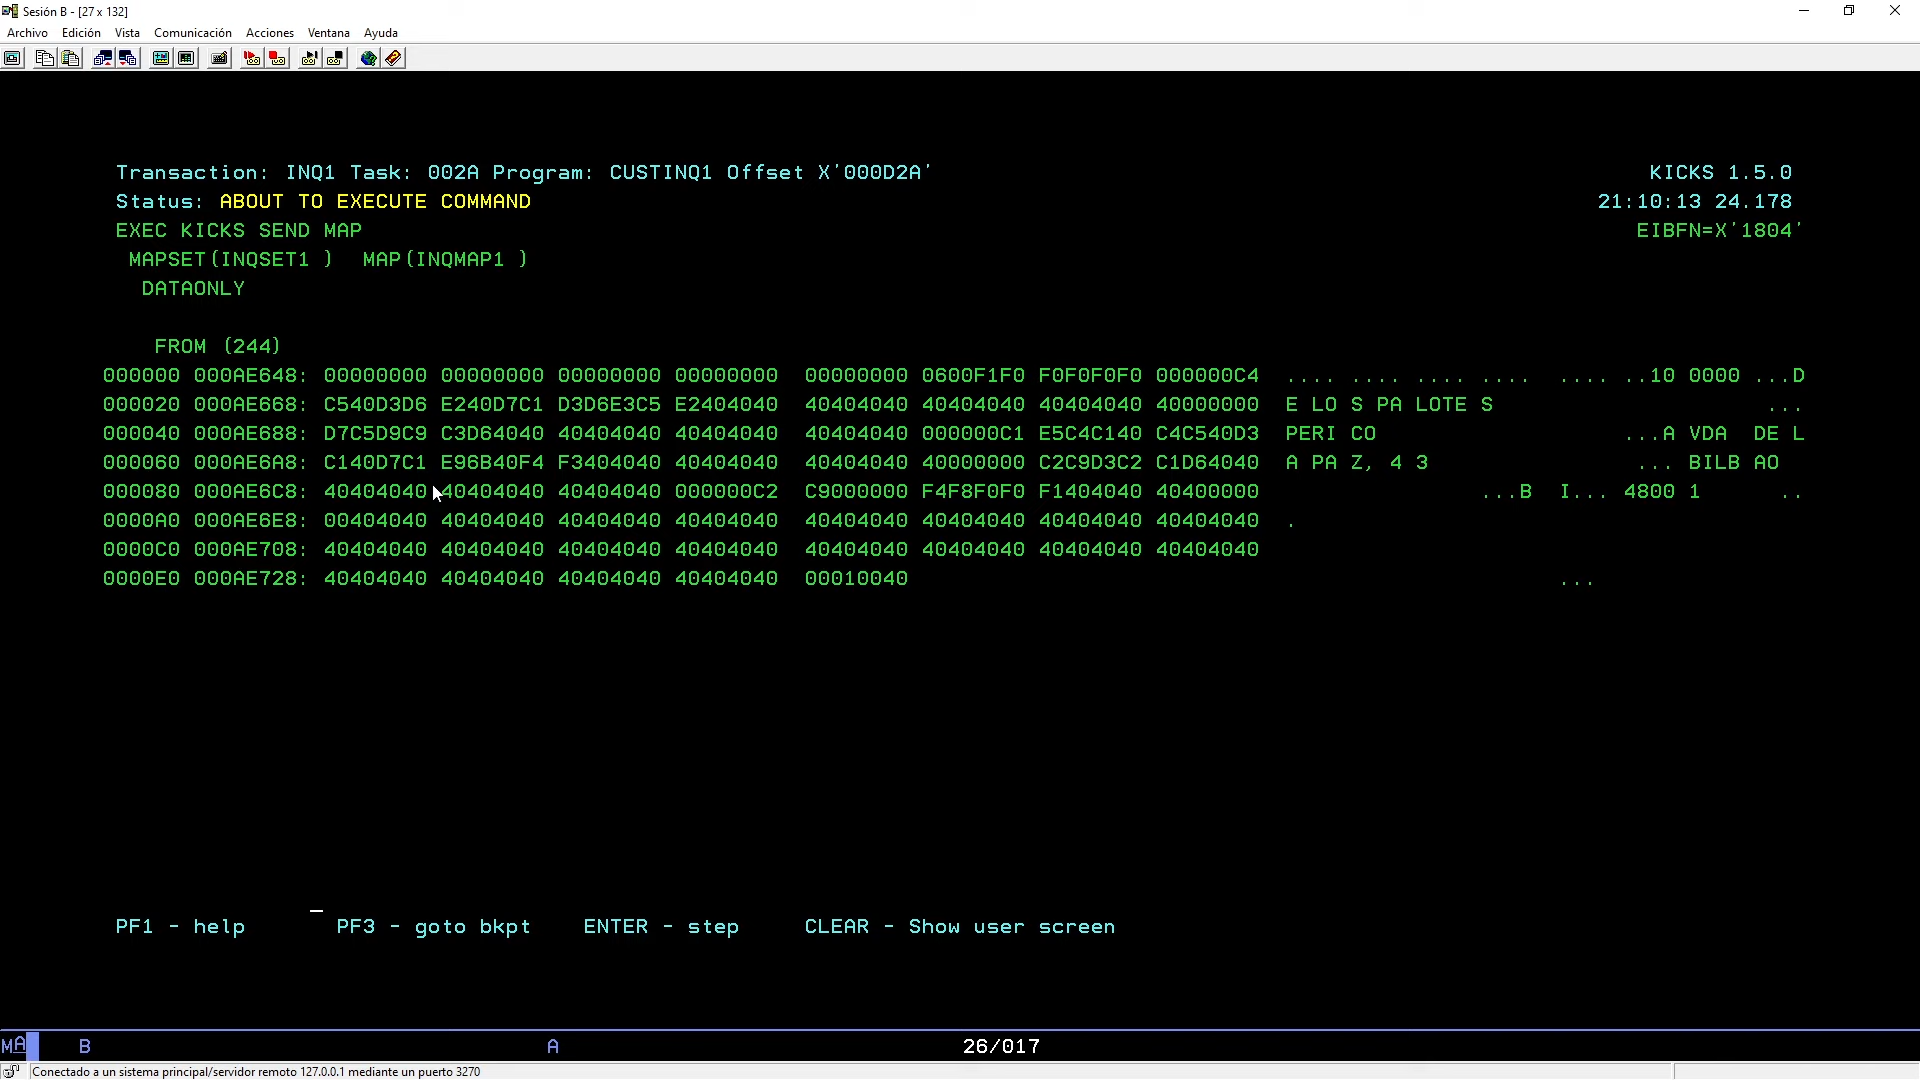 Sesión B - [27 x 132]
Archivo Edición Vista Comunicación Acciones Ventana Ayuda
Transaction: INQ1 Task: 002A Program: CUSTINQ1 Offset X'000D2A' KICKS 1.5.0
Status: ABOUT TO EXECUTE COMMAND 21:10:13 24.178
EXEC KICKS SEND MAP EIBFN=X'1804'
MAPSET(INQSET1 ) MAP(INQMAP1 )
DATAONLY
FROM (244)
000000 000AE648: 00000000 00000000 00000000 00000000 00000000 0600F1F0 F0F0F0F0 000000C4 .... .... .... .... .... ..10 0000 ...D
000020 000AE668: C540D3D6 E240D7C1 D3D6E3C5 E2404040 40404040 40404040 40404040 40000000 E LO S PA LOTE S ...
000040 000AE688: D7C5D9C9 C3D64040 40404040 40404040 40404040 000000C1 E5C4C140 C4C540D3 PERI CO ...A VDA DE L
000060 000AE6A8: C140D7C1 E96B40F4 F3404040 40404040 40404040 40000000 C2C9D3C2 C1D64040 A PA Z, 4 3 ... BILB AO
000080 000AE6C8: 40404040 40404040 40404040 000000C2 C9000000 F4F8F0F0 F1404040 40400000 ...B I... 4800 1 ..
0000A0 000AE6E8: 00404040 40404040 40404040 40404040 40404040 40404040 40404040 40404040 .
0000C0 000AE708: 40404040 40404040 40404040 40404040 40404040 40404040 40404040 40404040
0000E0 000AE728: 40404040 40404040 40404040 40404040 00010040 ...
PF1 - help PF3 - goto bkpt ENTER - step CLEAR - Show user screen
MA B A 26/017
Conectado a un sistema principal/servidor remoto 127.0.0.1 mediante un puerto 3270